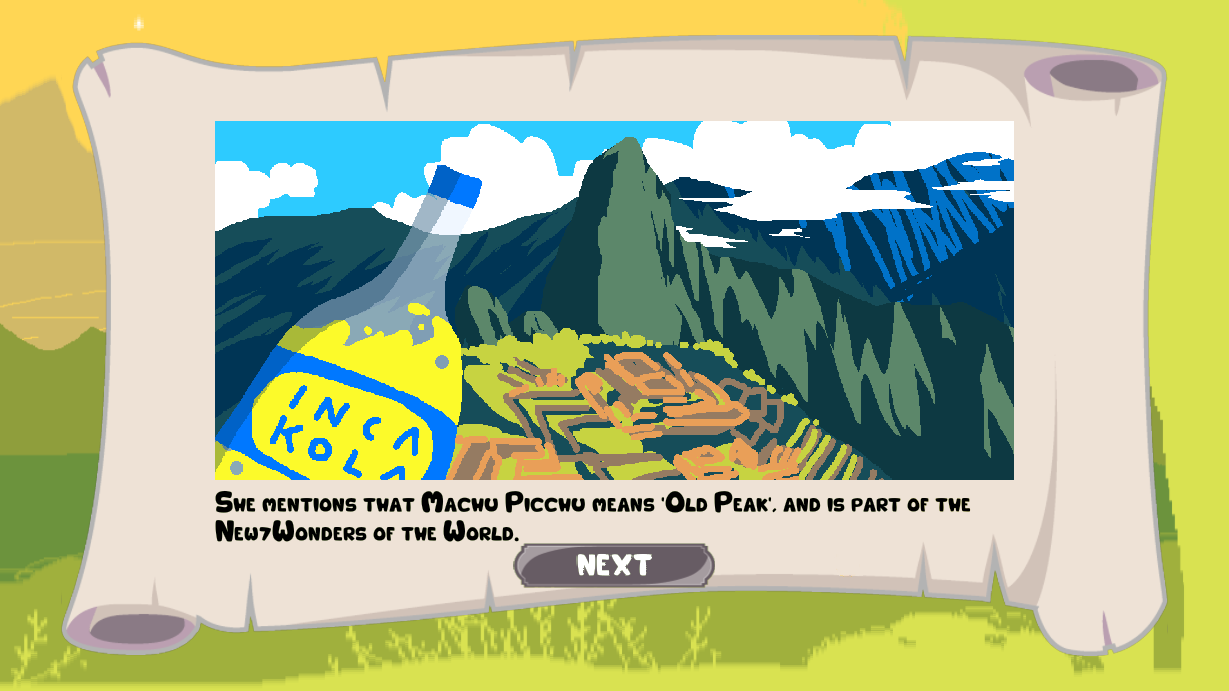 INCA
KOLA
She mentions that Machu Picchu means 'Old Peak', and is part of the
New7Wonders of the World.
NEXT